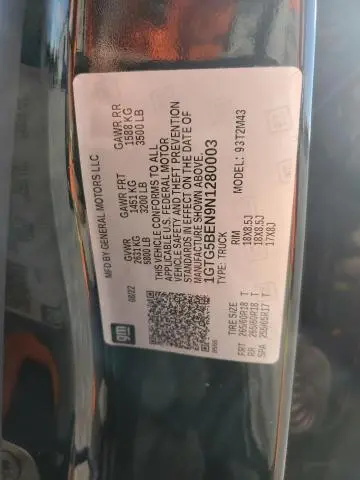 gm
MFD BY GENERAL MOTORS LLC
08/22
GVWR
2631 KG
5800 LB
GAWR FRT
1451 KG
3200 LB
GAWR RR
1588 KG
3500 LB
THIS VEHICLE CONFORMS TO ALL
APPLICABLE U.S. FEDERAL MOTOR
VEHICLE SAFETY AND THEFT PREVENTION
STANDARDS IN EFFECT ON THE DATE OF
MANUFACTURE SHOWN ABOVE.
1GTG5BEN9N1280003
TYPE: TRUCK
MODEL: 93T2M43
TIRE SIZE
RIM
FRT 265/60R18 T 18X8.5J
RR 265/60R18 T 18X8.5J
SPA 255/65R17 T 17X8J